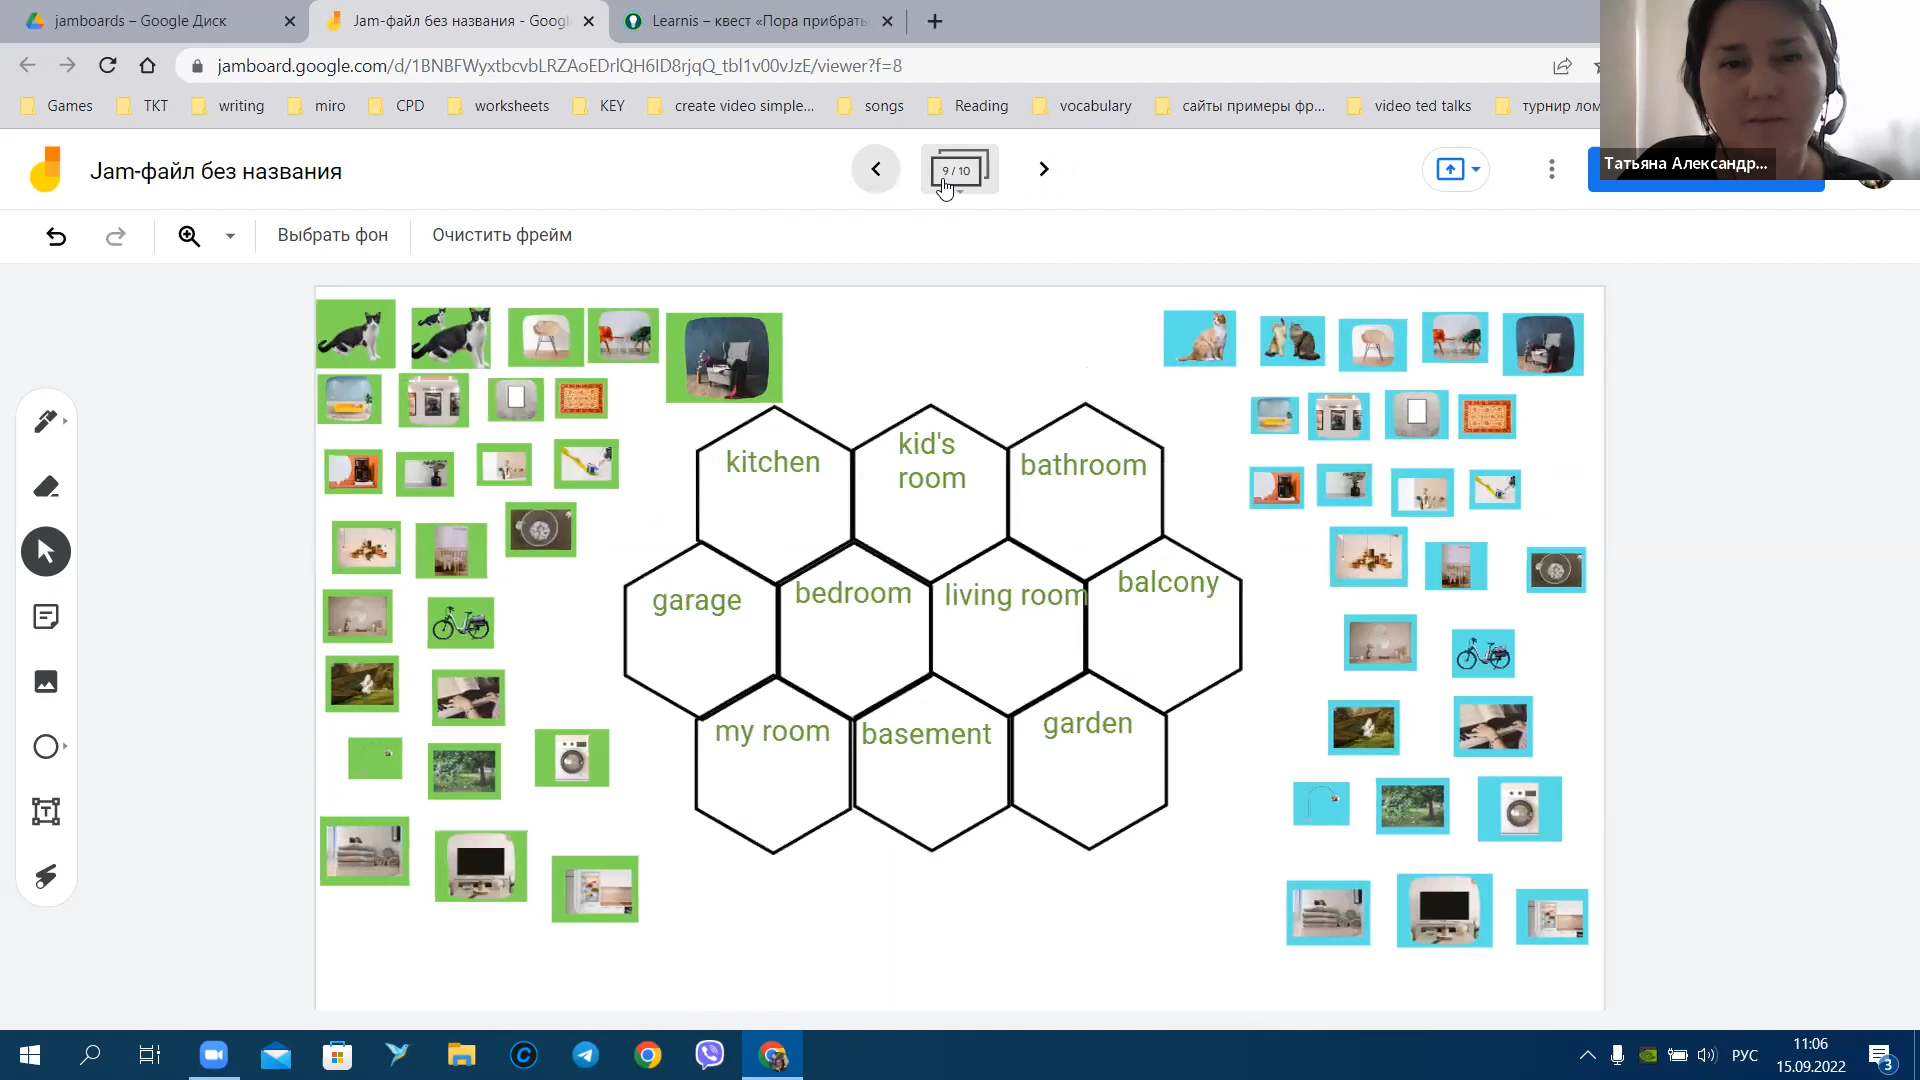 jamboards – Google Диск
Jam-файл без названия - Googl
Learnis – квест «Пора прибрать
jamboard.google.com/d/1BNBFWyxtbcvbLRZAoEDrlQH6ID8rjqQ_tbl1v00vJzE/viewer?f=8
Games
TKT
writing
miro
CPD
worksheets
KEY
create video simple...
songs
Reading
vocabulary
сайты примеры фр...
video ted talks
турнир лом
Jam-файл без названия
9 / 10
Татьяна Александр...
Выбрать фон
Очистить фрейм
kitchen
kid's
room
bathroom
garage
bedroom
living room
balcony
my room
basement
garden
РУС
11:06
15.09.2022
3